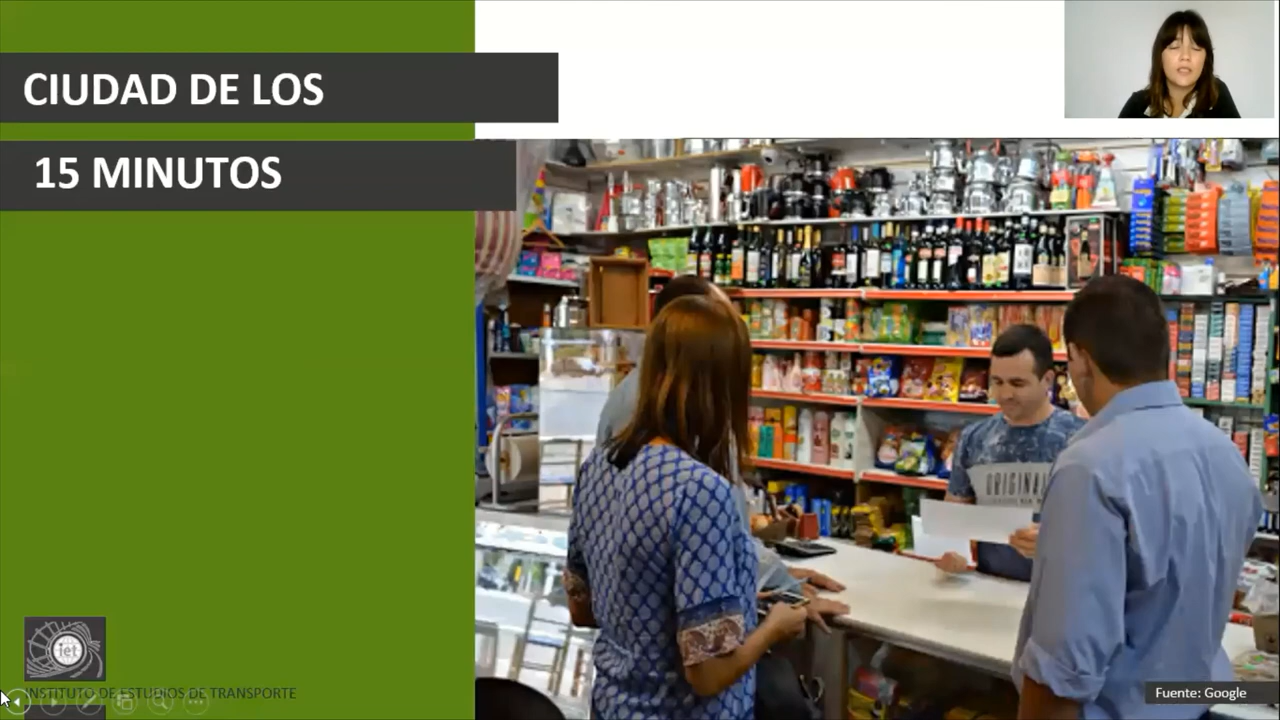 CIUDAD DE LOS
15 MINUTOS
ORIGINAL
iet
INSTITUTO DE ESTUDIOS DE TRANSPORTE
Fuente: Google